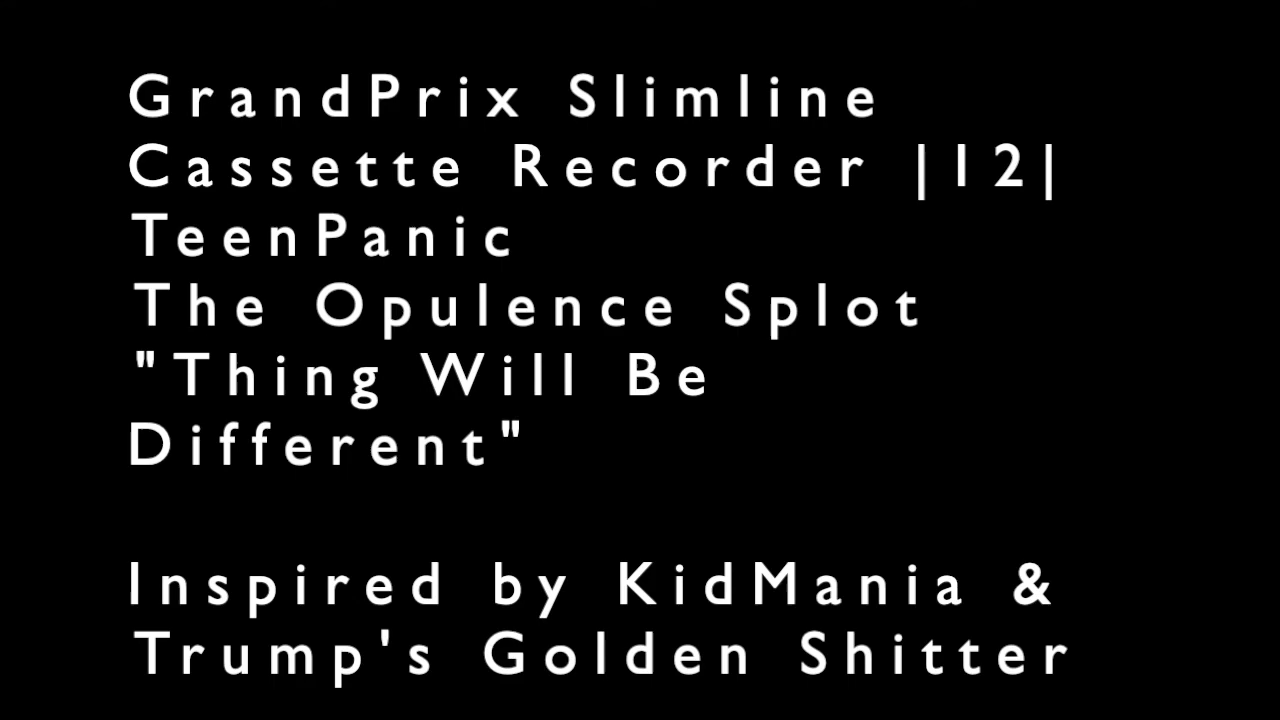 GrandPrix Slimline
Cassette Recorder |12|
TeenPanic
The Opulence Splot
"Thing Will Be
Different"
Inspired by KidMania &
Trump's Golden Shitter